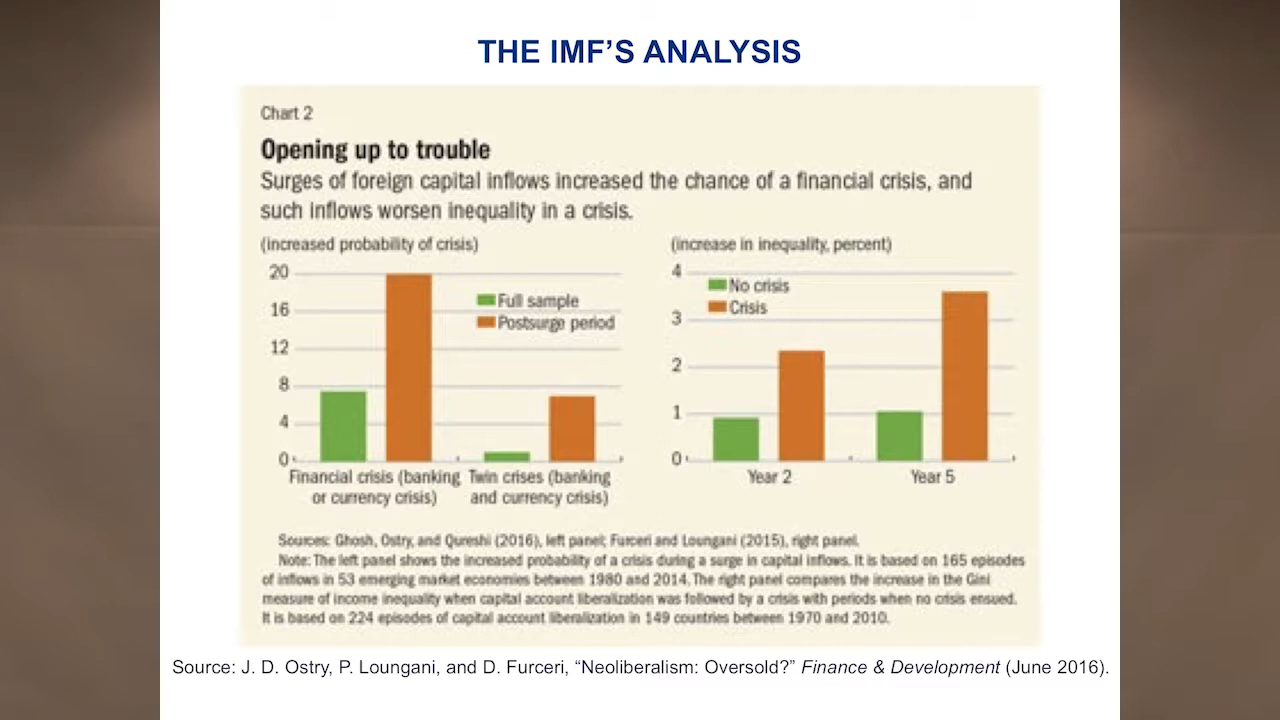 THE IMF’S ANALYSIS
Chart 2
Opening up to trouble
Surges of foreign capital inflows increased the chance of a financial crisis, and
such inflows worsen inequality in a crisis.
(increased probability of crisis)
20
16
12
8
4
0
Full sample
Postsurge period
Financial crisis (banking
or currency crisis)
Twin crises (banking
and currency crisis)
(increase in inequality, percent)
4
3
2
1
0
No crisis
Crisis
Year 2
Year 5
Sources: Ghosh, Ostry, and Qureshi (2016), left panel; Furceri and Loungani (2015), right panel.
Note: The left panel shows the increased probability of a crisis during a surge in capital inflows. It is based on 165 episodes
of inflows in 53 emerging market economies between 1980 and 2014. The right panel compares the increase in the Gini
measure of income inequality when capital account liberalization was followed by a crisis with periods when no crisis ensued.
It is based on 224 episodes of capital account liberalization in 149 countries between 1970 and 2010.
Source: J. D. Ostry, P. Loungani, and D. Furceri, “Neoliberalism: Oversold?” Finance & Development (June 2016).